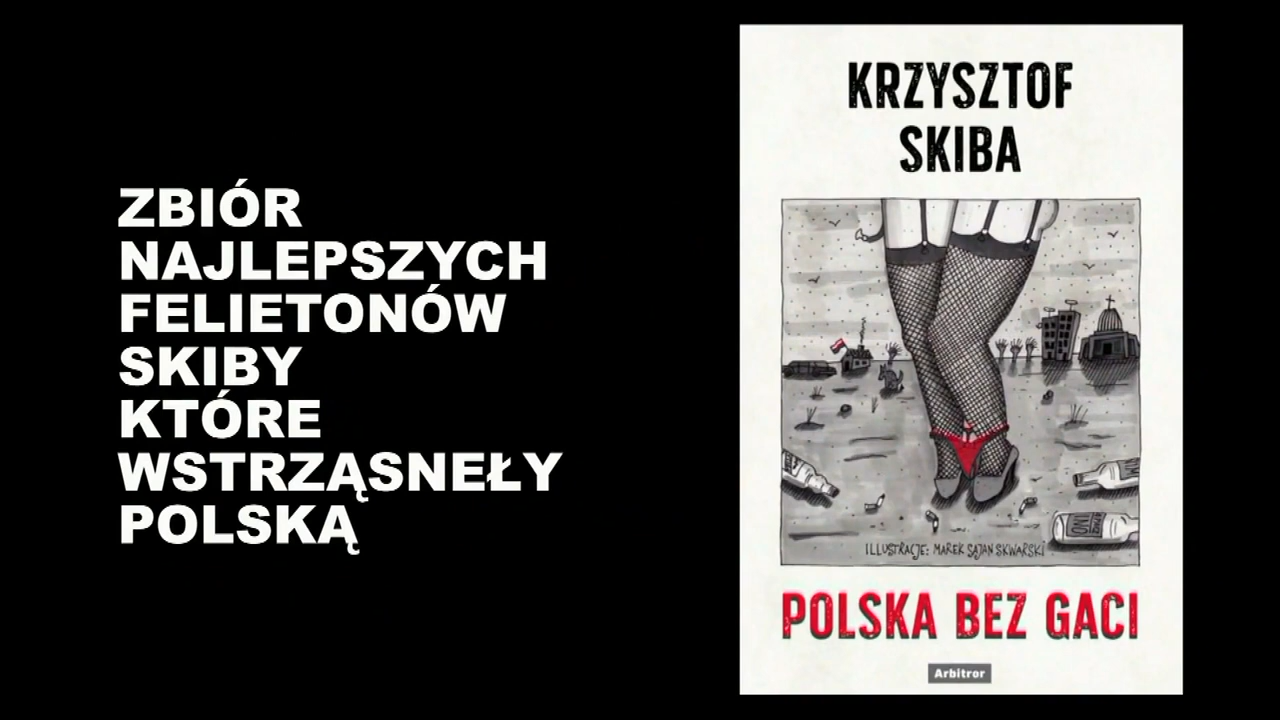 ZBIÓR
NAJLEPSZYCH
FELIETONÓW
SKIBY
KTÓRE
WSTRZĄSNEŁY
POLSKĄ
KRZYSZTOF
SKIBA
ILLUSTRACJE: MAREK SAJAN SKWARSKI
POLSKA BEZ GACI
Arbitror